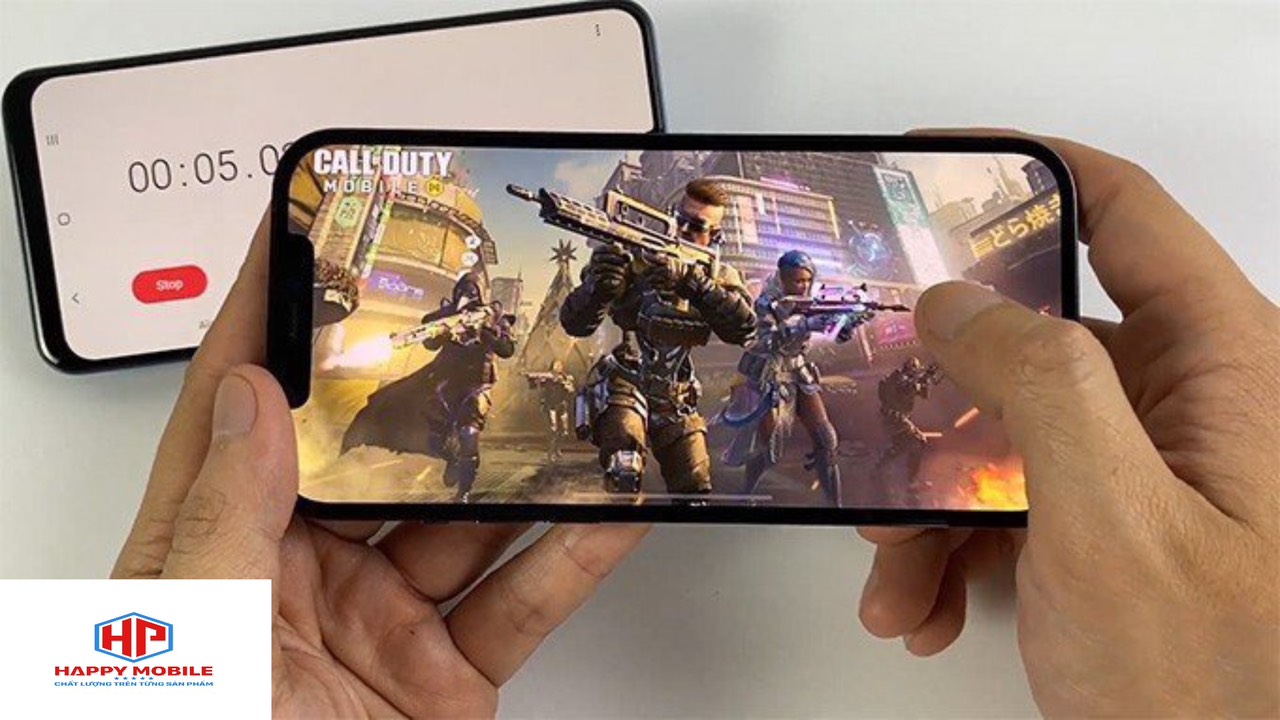 00:05.0
CALL OF DUTY
MOBILE
Stop
どら焼き
HP
HAPPY MOBILE
CHẤT LƯỢNG TRÊN TỪNG SẢN PHẨM